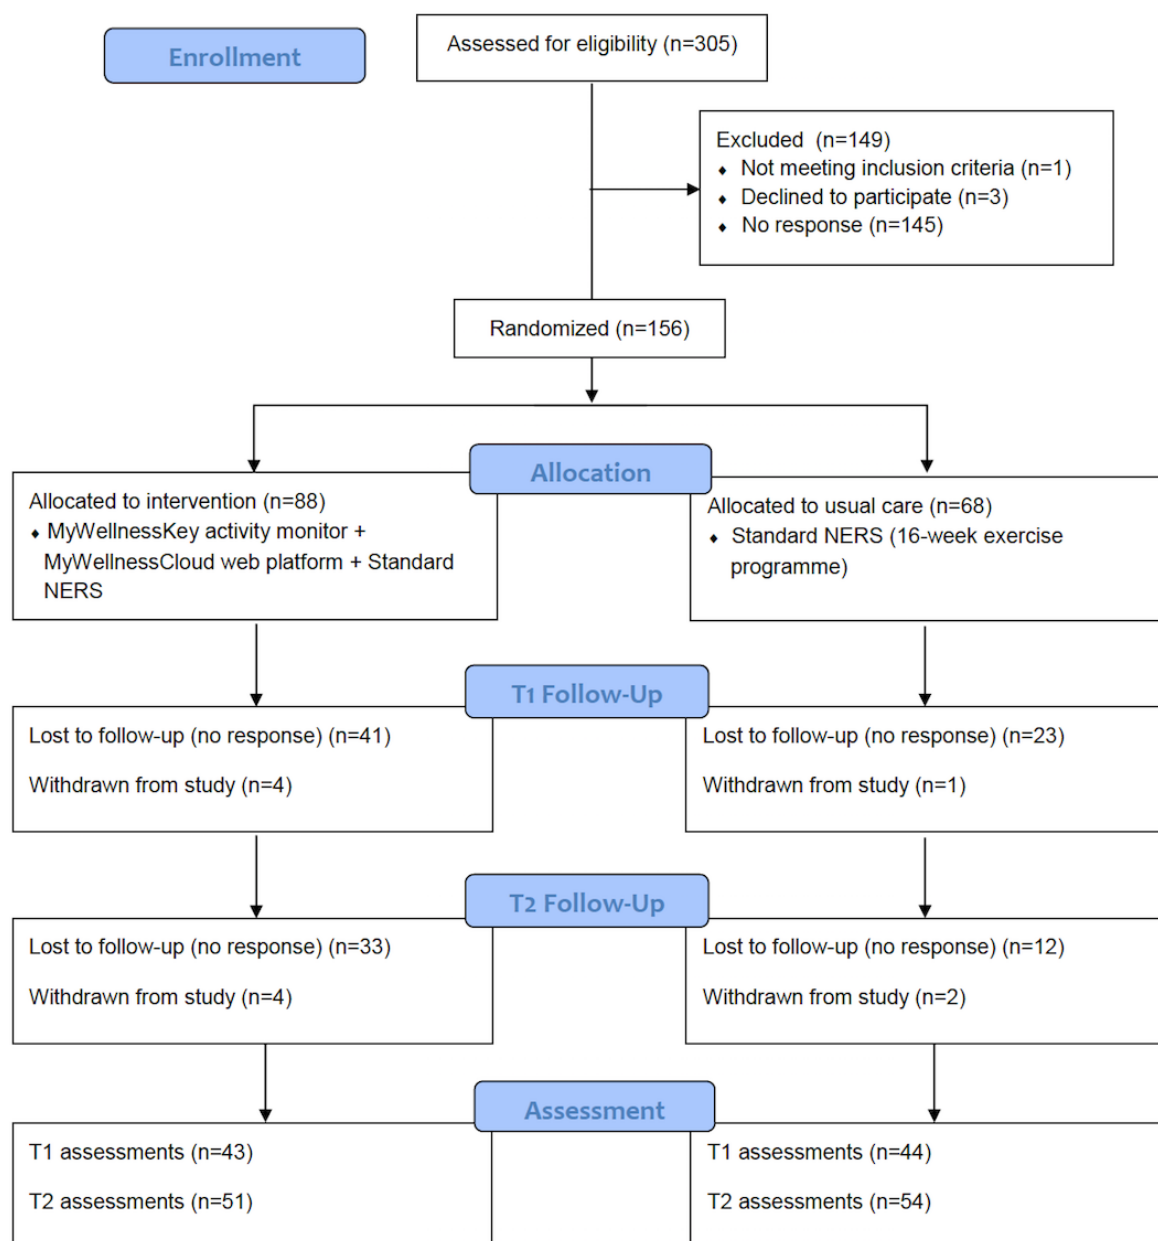 Enrollment
Assessed for eligibility (n=305)
Excluded (n=149)
⬧ Not meeting inclusion criteria (n=1)
⬧ Declined to participate (n=3)
⬧ No response (n=145)
Randomized (n=156)
Allocation
Allocated to intervention (n=88)
⬧ MyWellnessKey activity monitor +
MyWellnessCloud web platform + Standard
NERS
Allocated to usual care (n=68)
⬧ Standard NERS (16-week exercise
programme)
T1 Follow-Up
Lost to follow-up (no response) (n=41)
Withdrawn from study (n=4)
Lost to follow-up (no response) (n=23)
Withdrawn from study (n=1)
T2 Follow-Up
Lost to follow-up (no response) (n=33)
Withdrawn from study (n=4)
Lost to follow-up (no response) (n=12)
Withdrawn from study (n=2)
Assessment
T1 assessments (n=43)
T2 assessments (n=51)
T1 assessments (n=44)
T2 assessments (n=54)